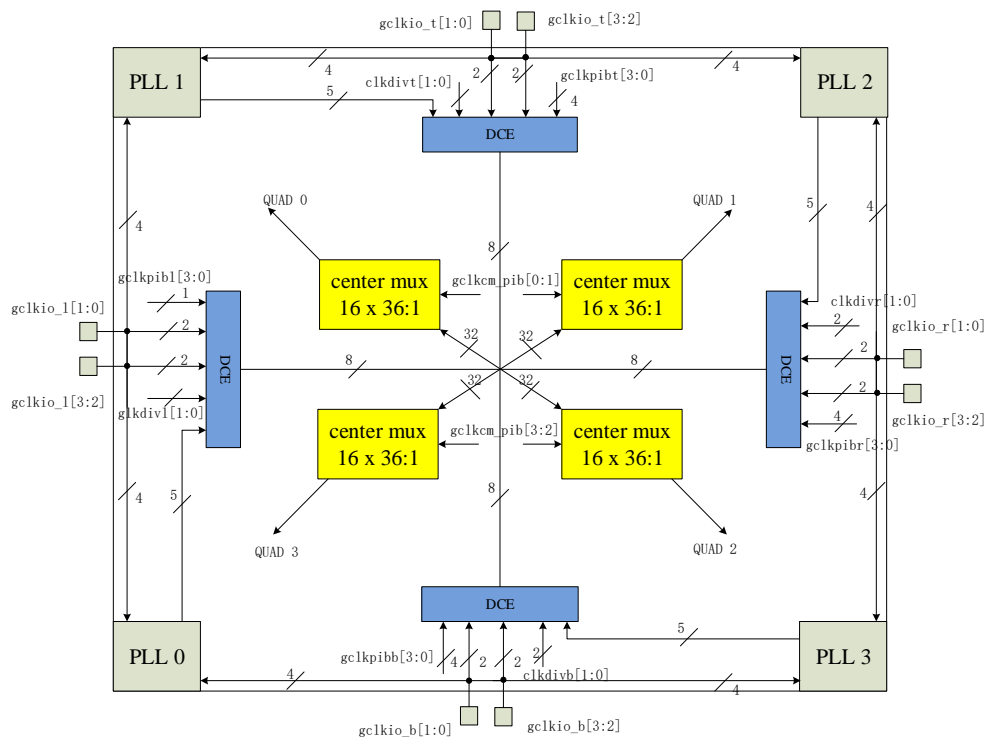 gclkio_t[1:0]
gclkio_t[3:2]
PLL 1
4
2
2
clkdivt[1:0]
gclkpibt[3:0]
4
4
PLL 2
5
DCE
QUAD 0
QUAD 1
4
8
5
4
center mux
16 x 36:1
gclkcm_pib[0:1]
center mux
16 x 36:1
gclkpibl[3:0]
1
gclkio_l[1:0]
2
DCE
2
gclkio_l[3:2]
glkdivl[1:0]
8
32
32
32
32
8
clkdivr[1:0]
2
gclkio_r[1:0]
2
DCE
2
gclkio_r[3:2]
4
gclkpibr[3:0]
center mux
16 x 36:1
gclkcm_pib[3:2]
center mux
16 x 36:1
4
5
8
4
QUAD 3
QUAD 2
DCE
PLL 0
gclkpibb[3:0]
4
2
2
2
clkdivb[1:0]
5
PLL 3
4
4
gclkio_b[1:0]
gclkio_b[3:2]